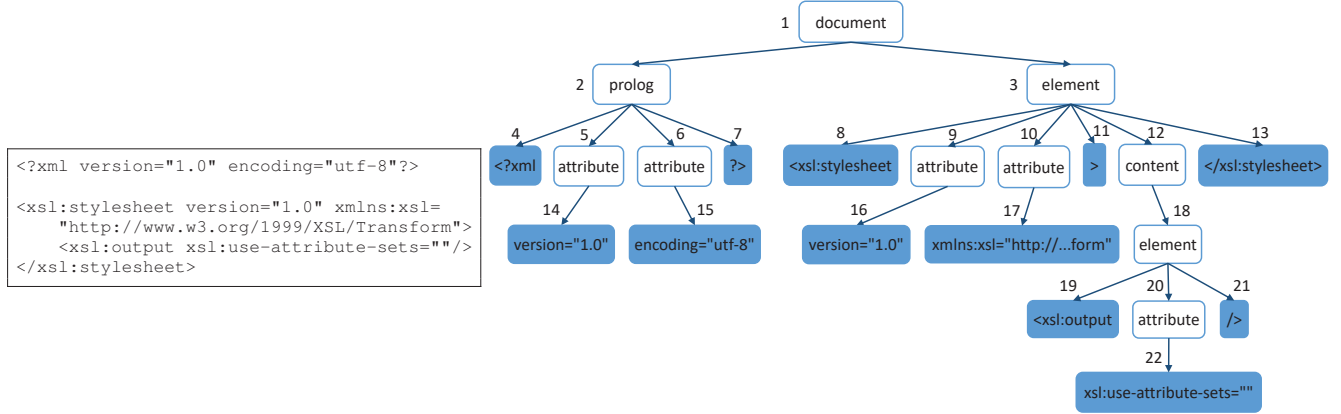 <?xml version="1.0" encoding="utf-8"?>
<xsl:stylesheet version="1.0" xmlns:xsl=
"http://www.w3.org/1999/XSL/Transform">
<xsl:output xsl:use-attribute-sets=""/>
</xsl:stylesheet>
1 document
2 prolog
3 element
4 5 6 7 8 9 10 11 12 13
<?xml attribute attribute ?> <xsl:stylesheet attribute attribute > content </xsl:stylesheet>
14 15 16 17 18
version="1.0" encoding="utf-8" version="1.0" xmlns:xsl="http://...form" element
19 20 21
<xsl:output attribute />
22
xsl:use-attribute-sets=""